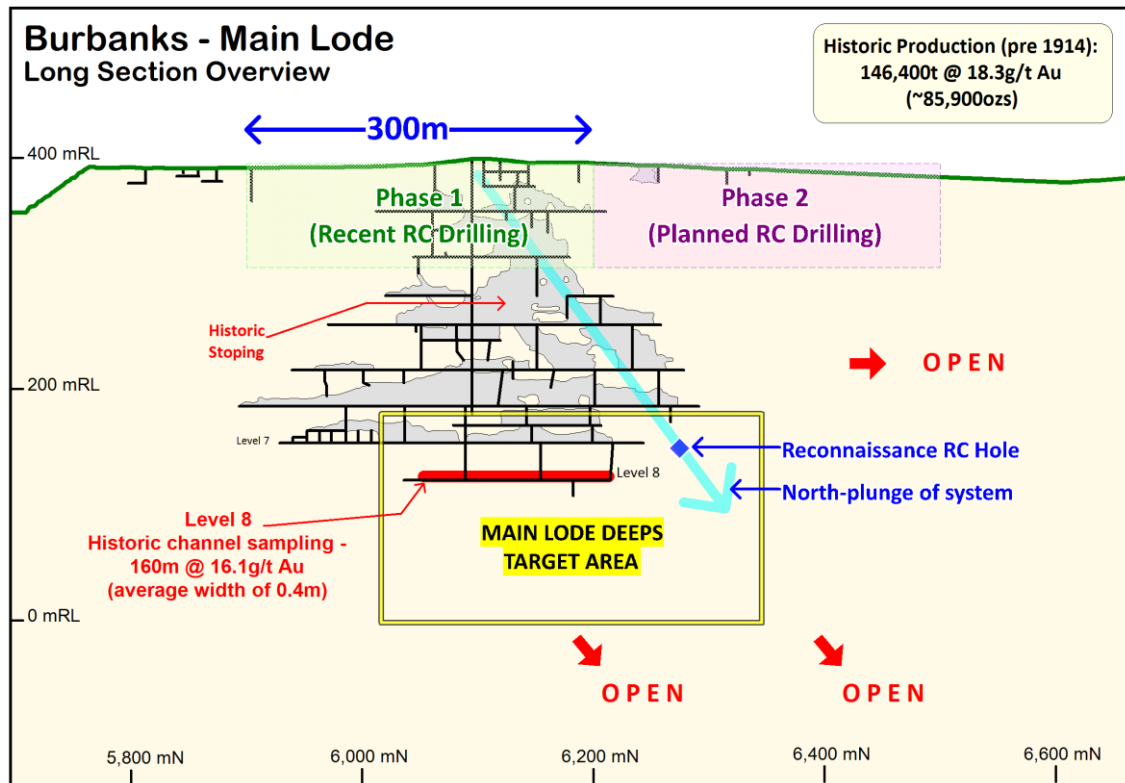 Burbanks - Main Lode
Long Section Overview
Historic Production (pre 1914):
146,400t @ 18.3g/t Au
(~85,900ozs)
300m
400 mRL
Phase 1
(Recent RC Drilling)
Phase 2
(Planned RC Drilling)
Historic
Stoping
OPEN
200 mRL
Level 7
Reconnaissance RC Hole
Level 8
North-plunge of system
Level 8
Historic channel sampling -
160m @ 16.1g/t Au
(average width of 0.4m)
MAIN LODE DEEPS
TARGET AREA
0 mRL
OPEN
OPEN
5,800 mN
6,000 mN
6,200 mN
6,400 mN
6,600 mN